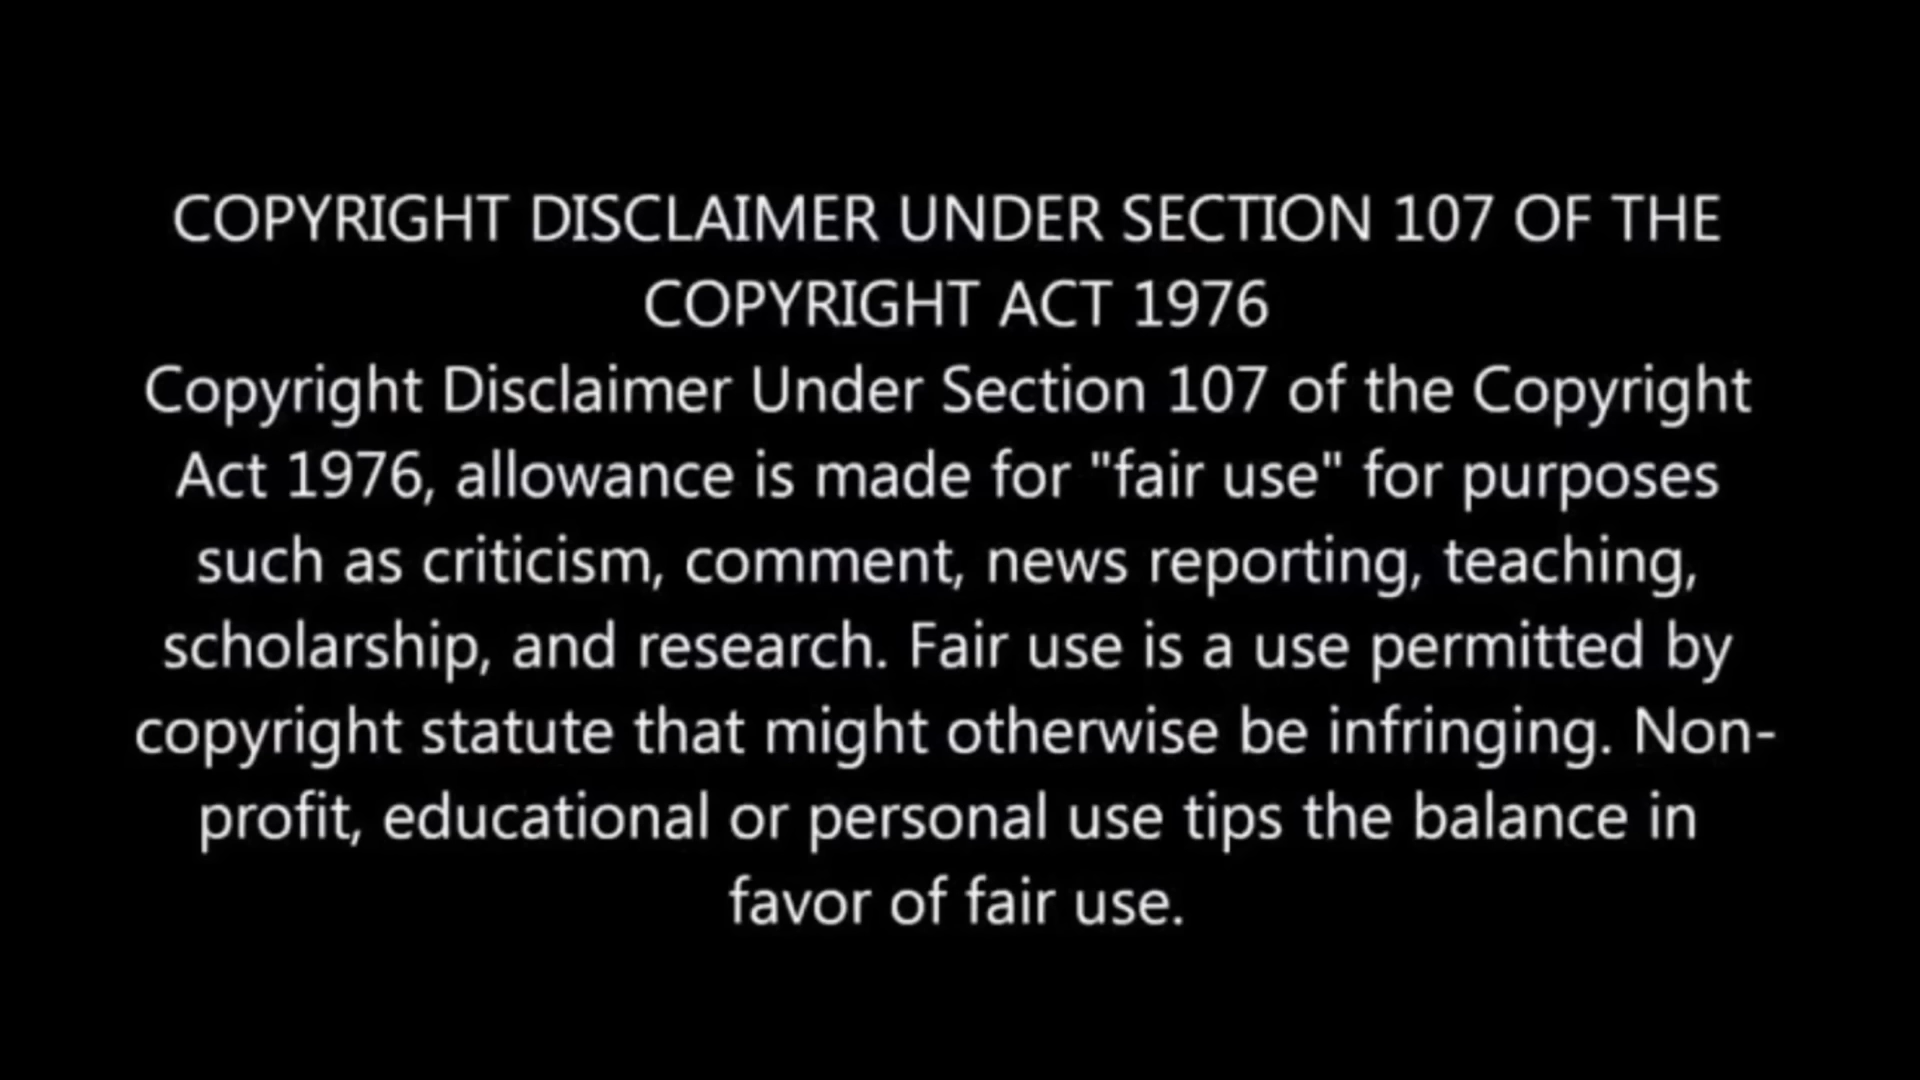 COPYRIGHT DISCLAIMER UNDER SECTION 107 OF THE
COPYRIGHT ACT 1976
Copyright Disclaimer Under Section 107 of the Copyright
Act 1976, allowance is made for "fair use" for purposes
such as criticism, comment, news reporting, teaching,
scholarship, and research. Fair use is a use permitted by
copyright statute that might otherwise be infringing. Non-
profit, educational or personal use tips the balance in
favor of fair use.